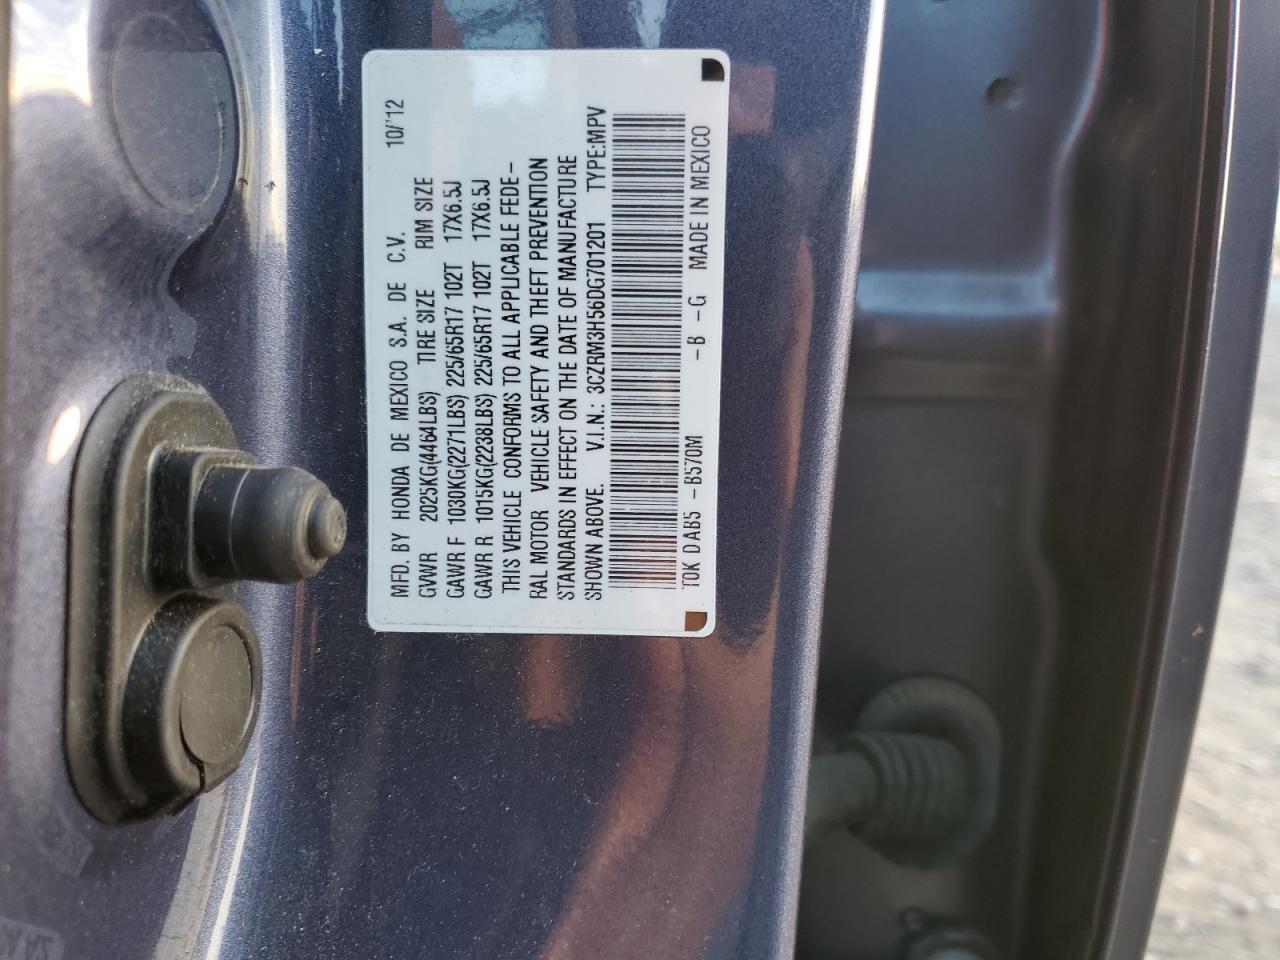 MFD. BY HONDA DE MEXICO S.A. DE C.V. 10/'12
GVWR 2025KG(4464LBS) TIRE SIZE RIM SIZE
GAWR F 1030KG(2271LBS) 225/65R17 102T 17X6.5J
GAWR R 1015KG(2238LBS) 225/65R17 102T 17X6.5J
THIS VEHICLE CONFORMS TO ALL APPLICABLE FEDE-
RAL MOTOR VEHICLE SAFETY AND THEFT PREVENTION
STANDARDS IN EFFECT ON THE DATE OF MANUFACTURE
SHOWN ABOVE. V.I.N.: 3CZRM3H56DG701201 TYPE:MPV
T0K D AB5 -B570M -B -G MADE IN MEXICO